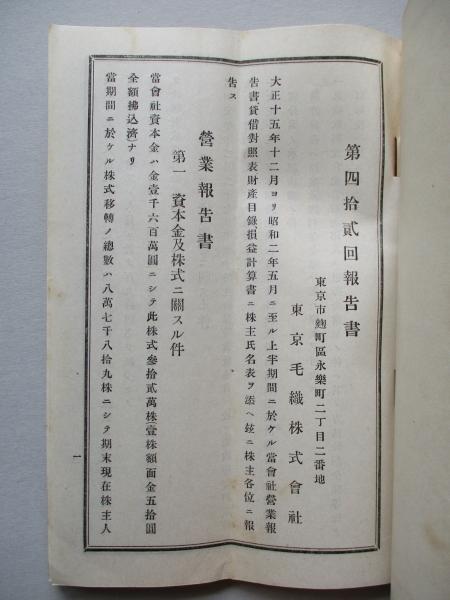 第四拾貳回報告書
東京市麹町區永樂町二丁目二番地
東京毛織株式會社
大正十五年十二月ヨリ昭和二年五月ニ至ル上半期間ニ於ケル當會社營業報
告書、貸借對照表財產目錄、損益計算書ニ株主氏名表ヲ添ヘ玆ニ株主各位ニ報
告ス
營業報告書
第一 資本金及株式ニ關スル件
當會社資本金ハ金壹千六百萬圓ニシテ此株式參拾貳萬株(壹株額面金五拾圓
全額拂込濟)ナリ
當期間ニ於ケル株式移轉ノ總數ハ八萬七千八拾九株ニシテ期末現在株主人
一